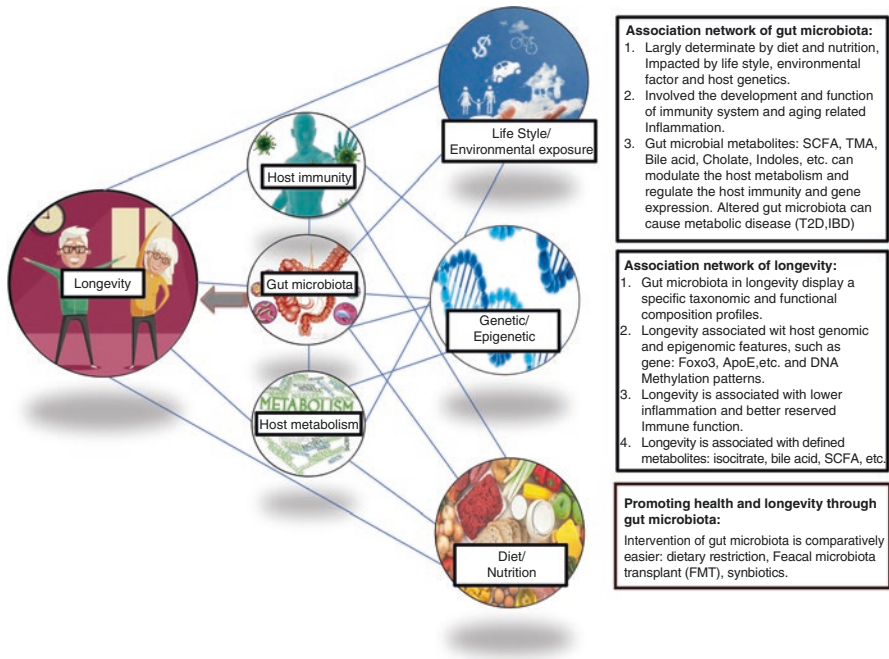 Life Style/
Environmental exposure
Host immunity
Longevity
Gut microbiota
Genetic/
Epigenetic
METABOLISM
Host metabolism
Diet/
Nutrition
Association network of gut microbiota:
1. Largely determinate by diet and nutrition,
Impacted by life style, environmental
factor and host genetics.
2. Involved the development and function
of immunity system and aging related
Inflammation.
3. Gut microbial metabolites: SCFA, TMA,
Bile acid, Cholate, Indoles, etc. can
modulate the host metabolism and
regulate the host immunity and gene
expression. Altered gut microbiota can
cause metabolic disease (T2D,IBD)
Association network of longevity:
1. Gut microbiota in longevity display a
specific taxonomic and functional
composition profiles.
2. Longevity associated wit host genomic
and epigenomic features, such as
gene: Foxo3, ApoE,etc. and DNA
Methylation patterns.
3. Longevity is associated with lower
inflammation and better reserved
Immune function.
4. Longevity is associated with defined
metabolites: isocitrate, bile acid, SCFA, etc.
Promoting health and longevity through
gut microbiota:
Intervention of gut microbiota is comparatively
easier: dietary restriction, Feacal microbiota
transplant (FMT), synbiotics.